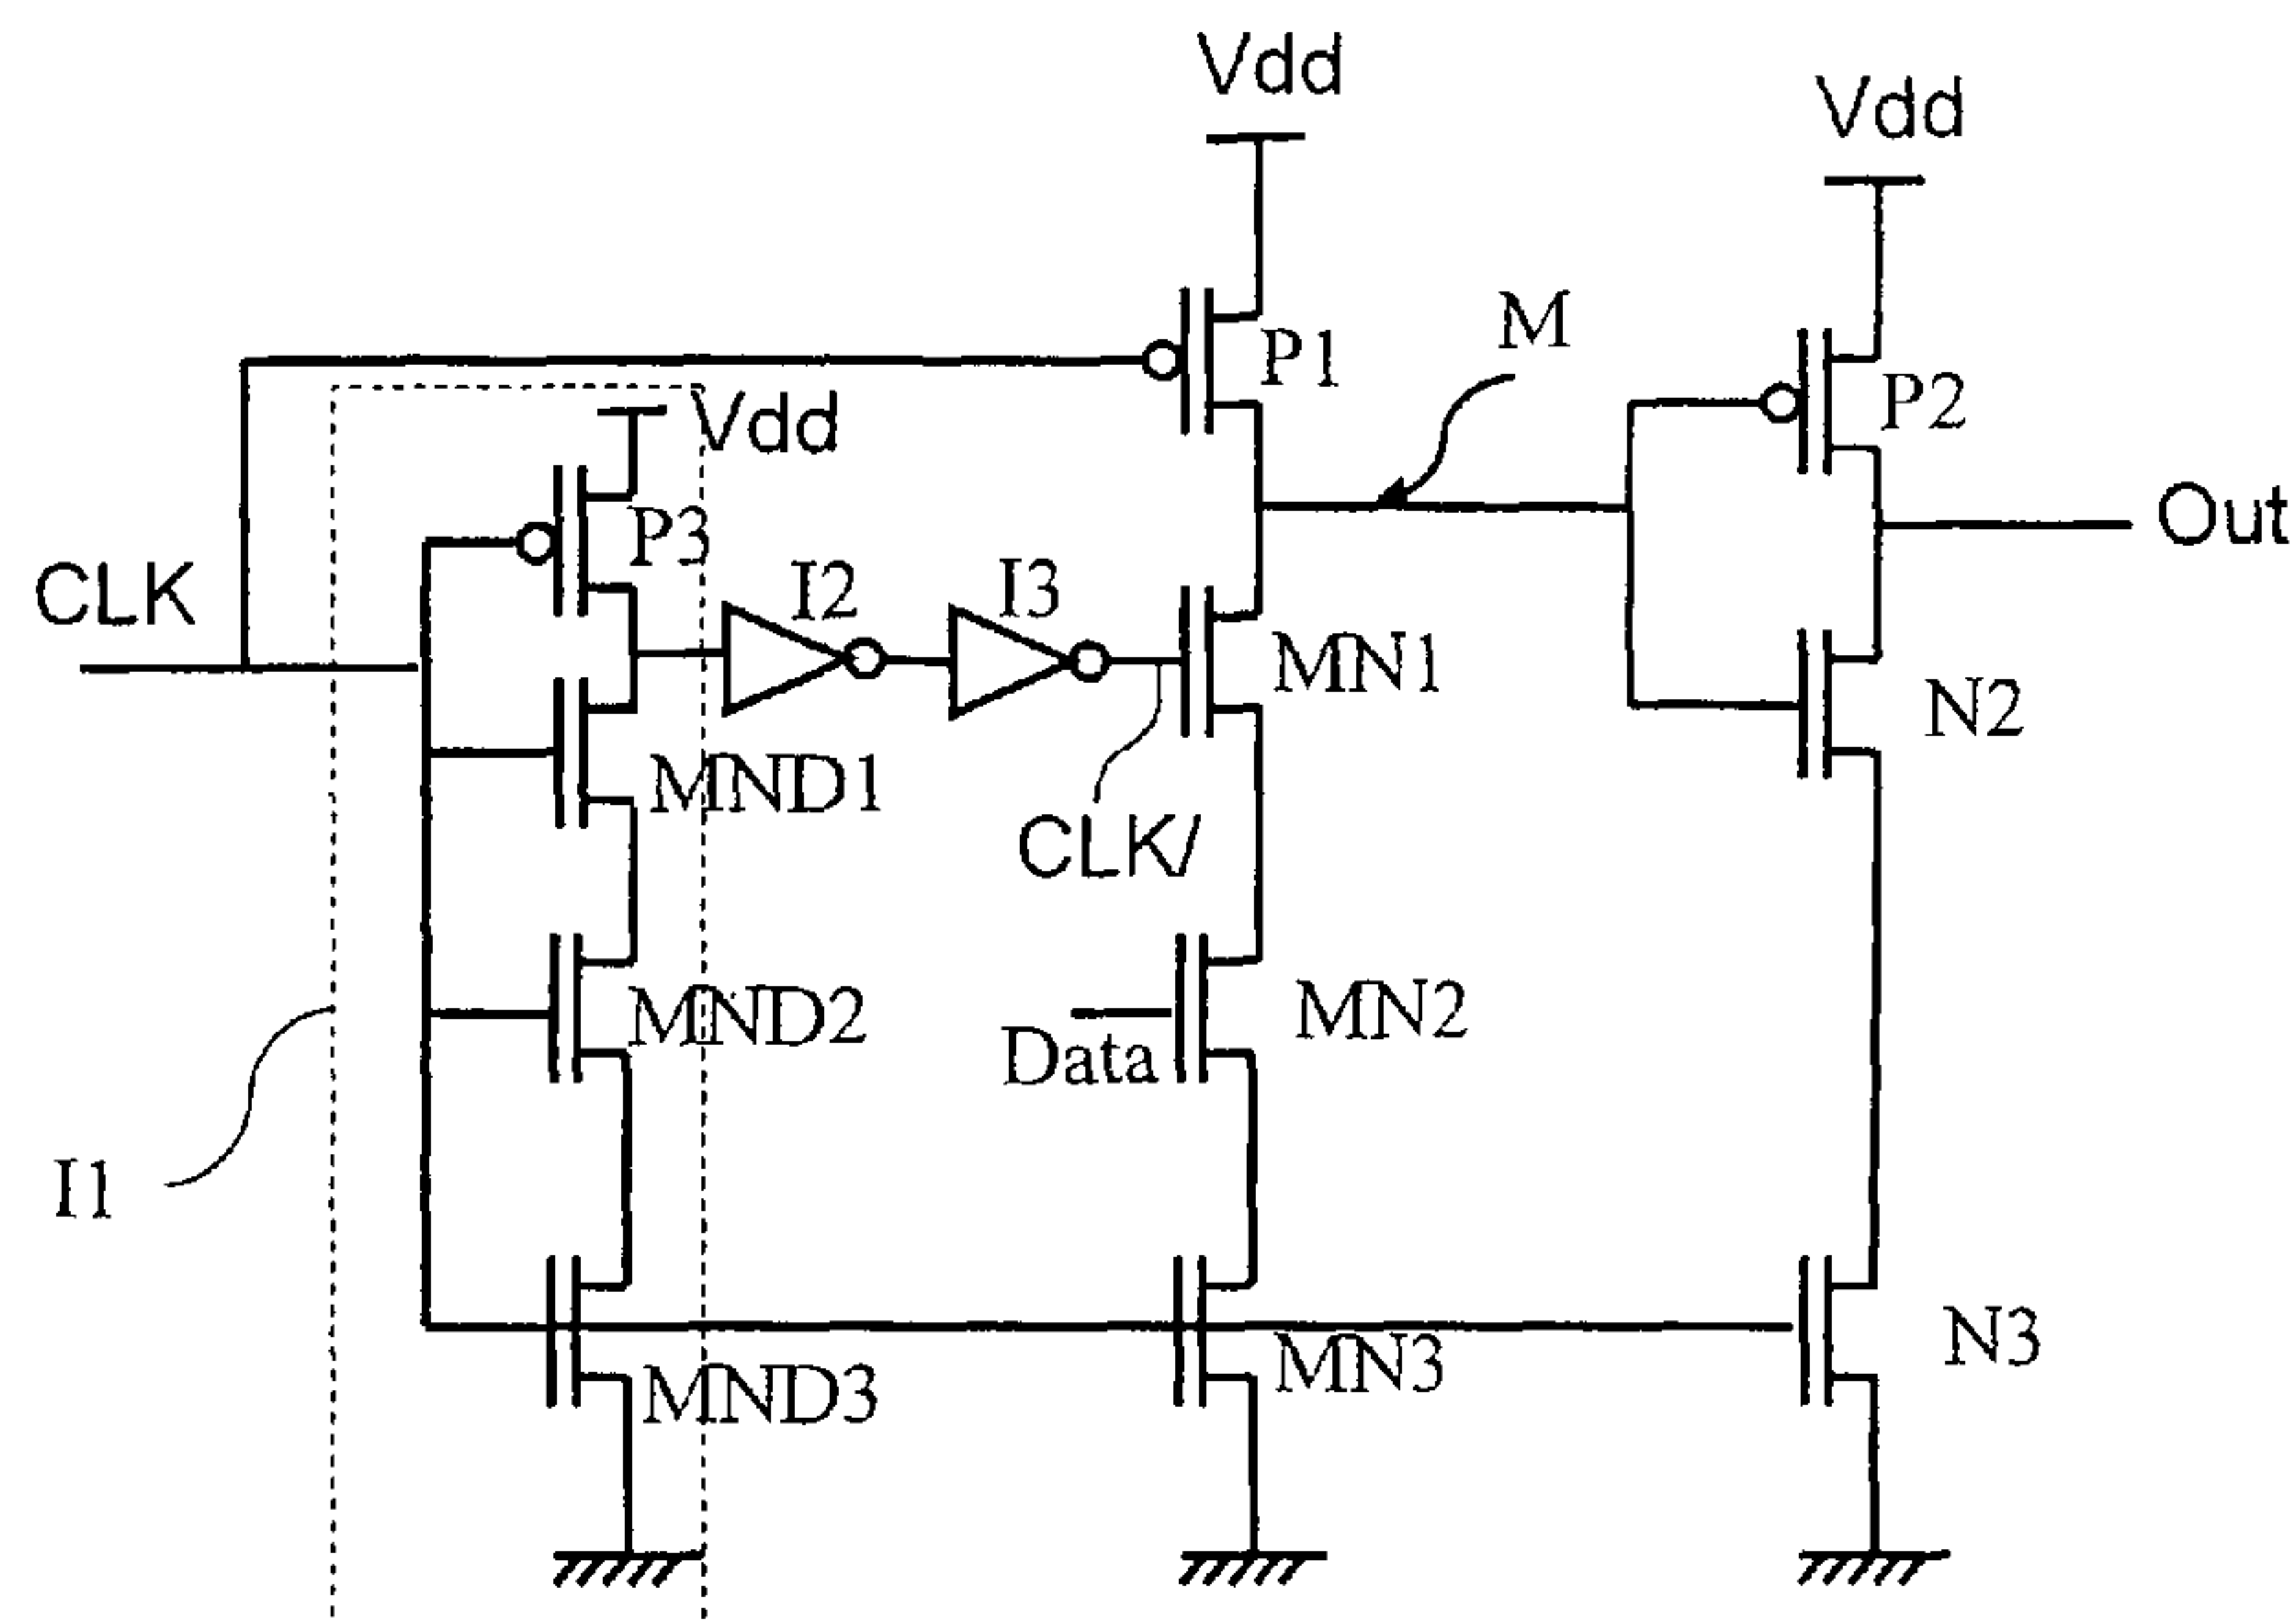 Vdd
Vdd
M
P1
P2
Vdd
P3
Out
CLK
I2
I3
MN1
N2
MND1
CLK/
MND2
MN2
Data
I1
N3
MN3
MND3